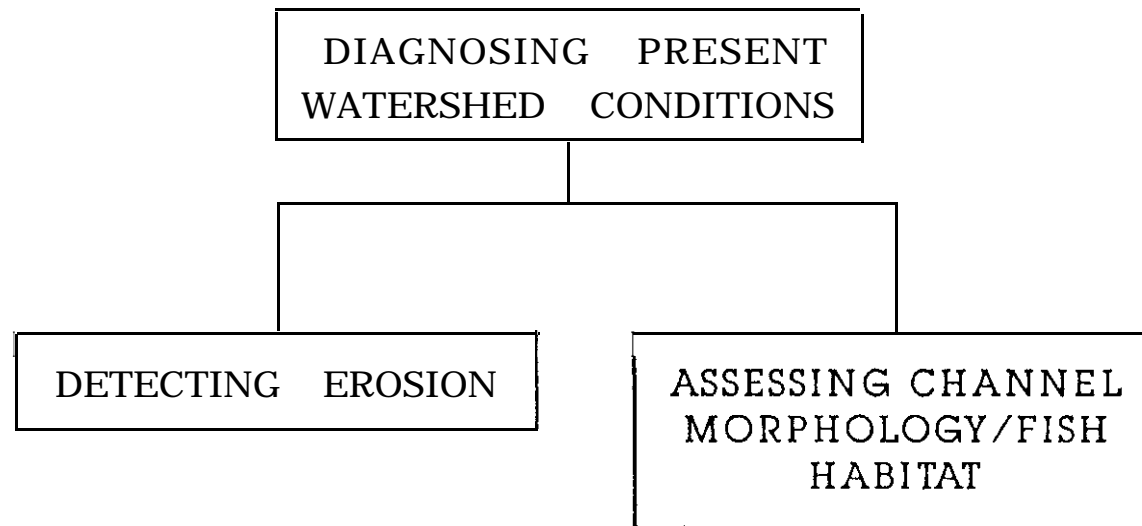 DIAGNOSING PRESENT
WATERSHED CONDITIONS
DETECTING EROSION
ASSESSING CHANNEL
MORPHOLOGY/FISH
HABITAT